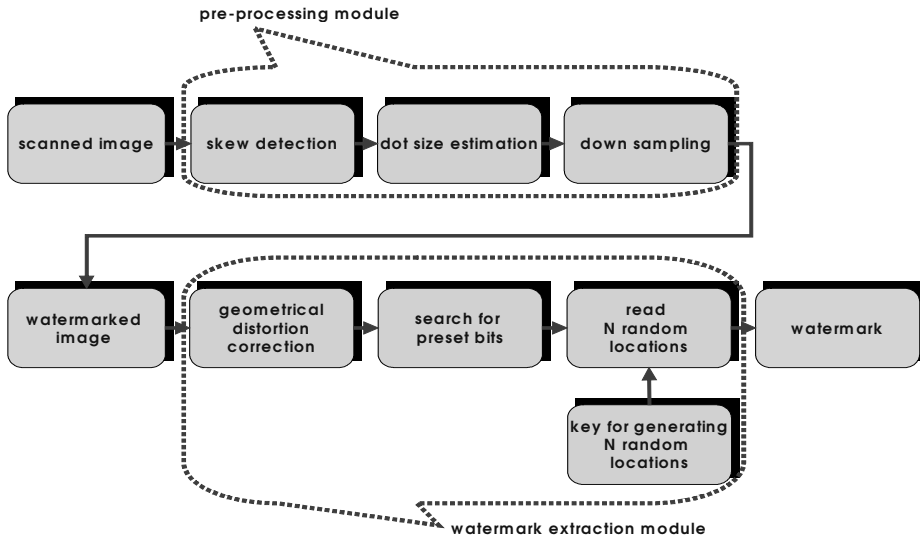 pre-processing module
scanned image
skew detection
dot size estimation
down sampling
watermarked
image
geometrical
distortion
correction
search for
preset bits
read
N random
locations
watermark
key for generating
N random
locations
watermark extraction module